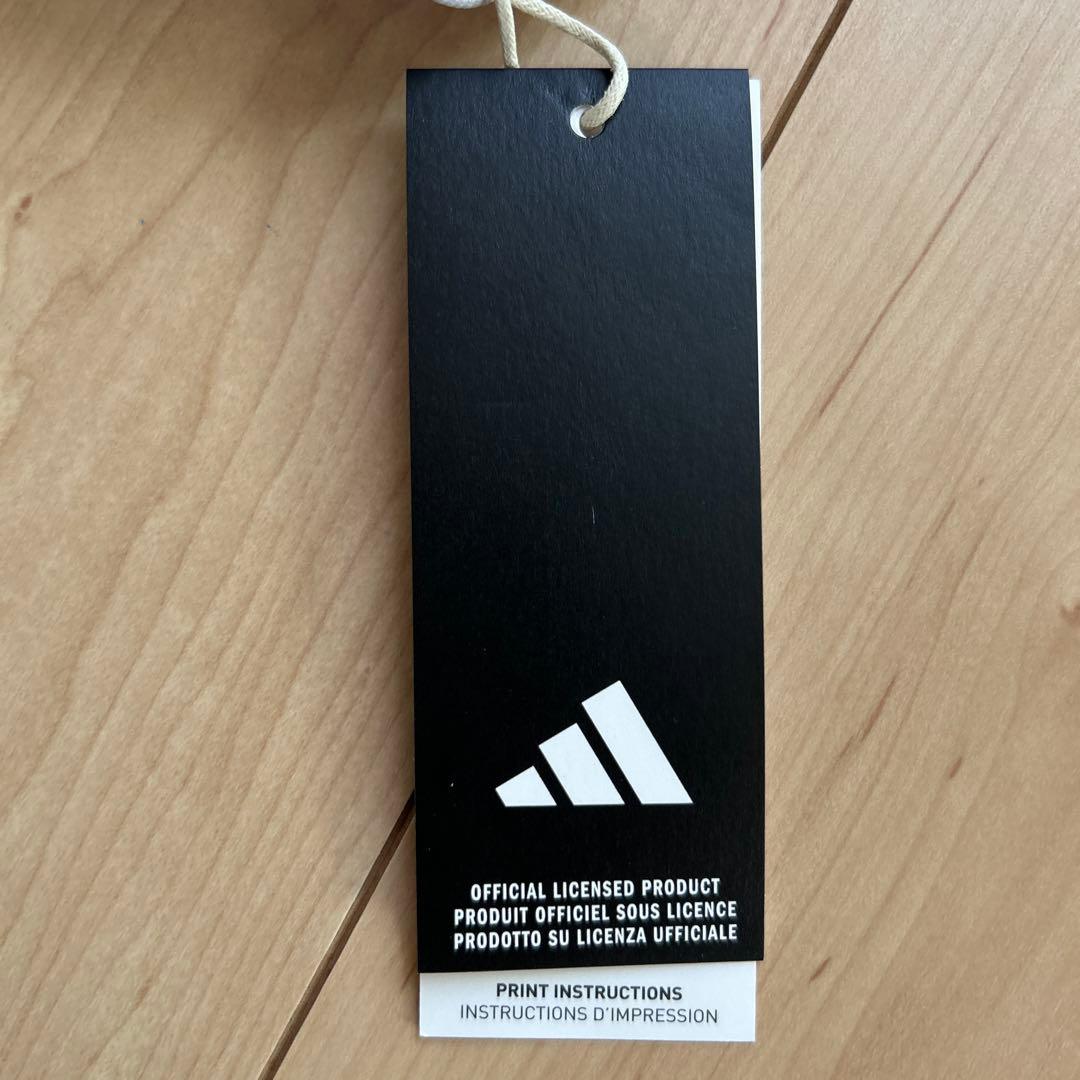 OFFICIAL LICENSED PRODUCT
PRODUIT OFFICIEL SOUS LICENCE
PRODOTTO SU LICENZA UFFICIALE
PRINT INSTRUCTIONS
INSTRUCTIONS D'IMPRESSION